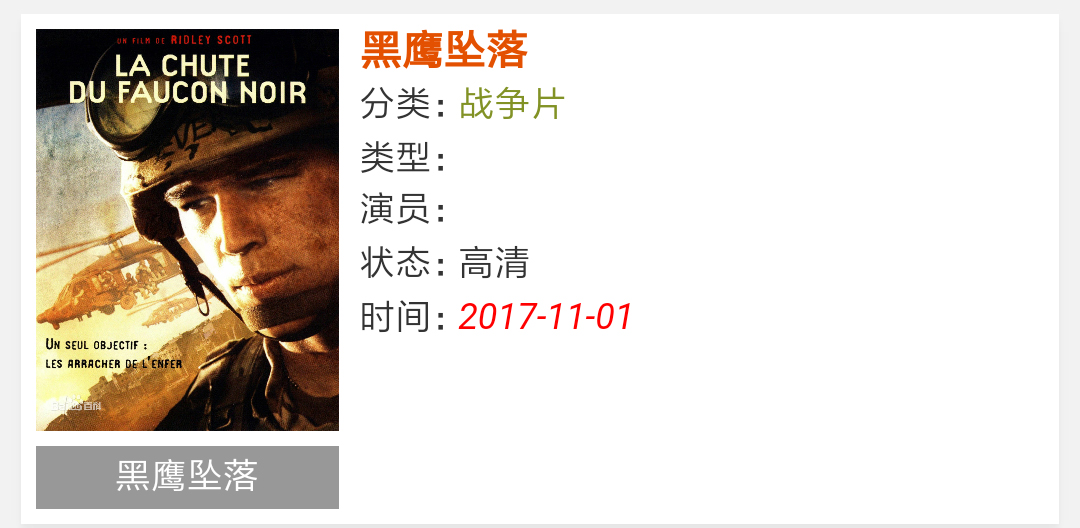 UN FILM DE RIDLEY SCOTT
LA CHUTE
DU FAUCON NOIR
UN SEUL OBJECTIF :
LES ARRACHER DE L'ENFER
黑鹰坠落
黑鹰坠落
分类：战争片
类型：
演员：
状态：高清
时间：2017-11-01